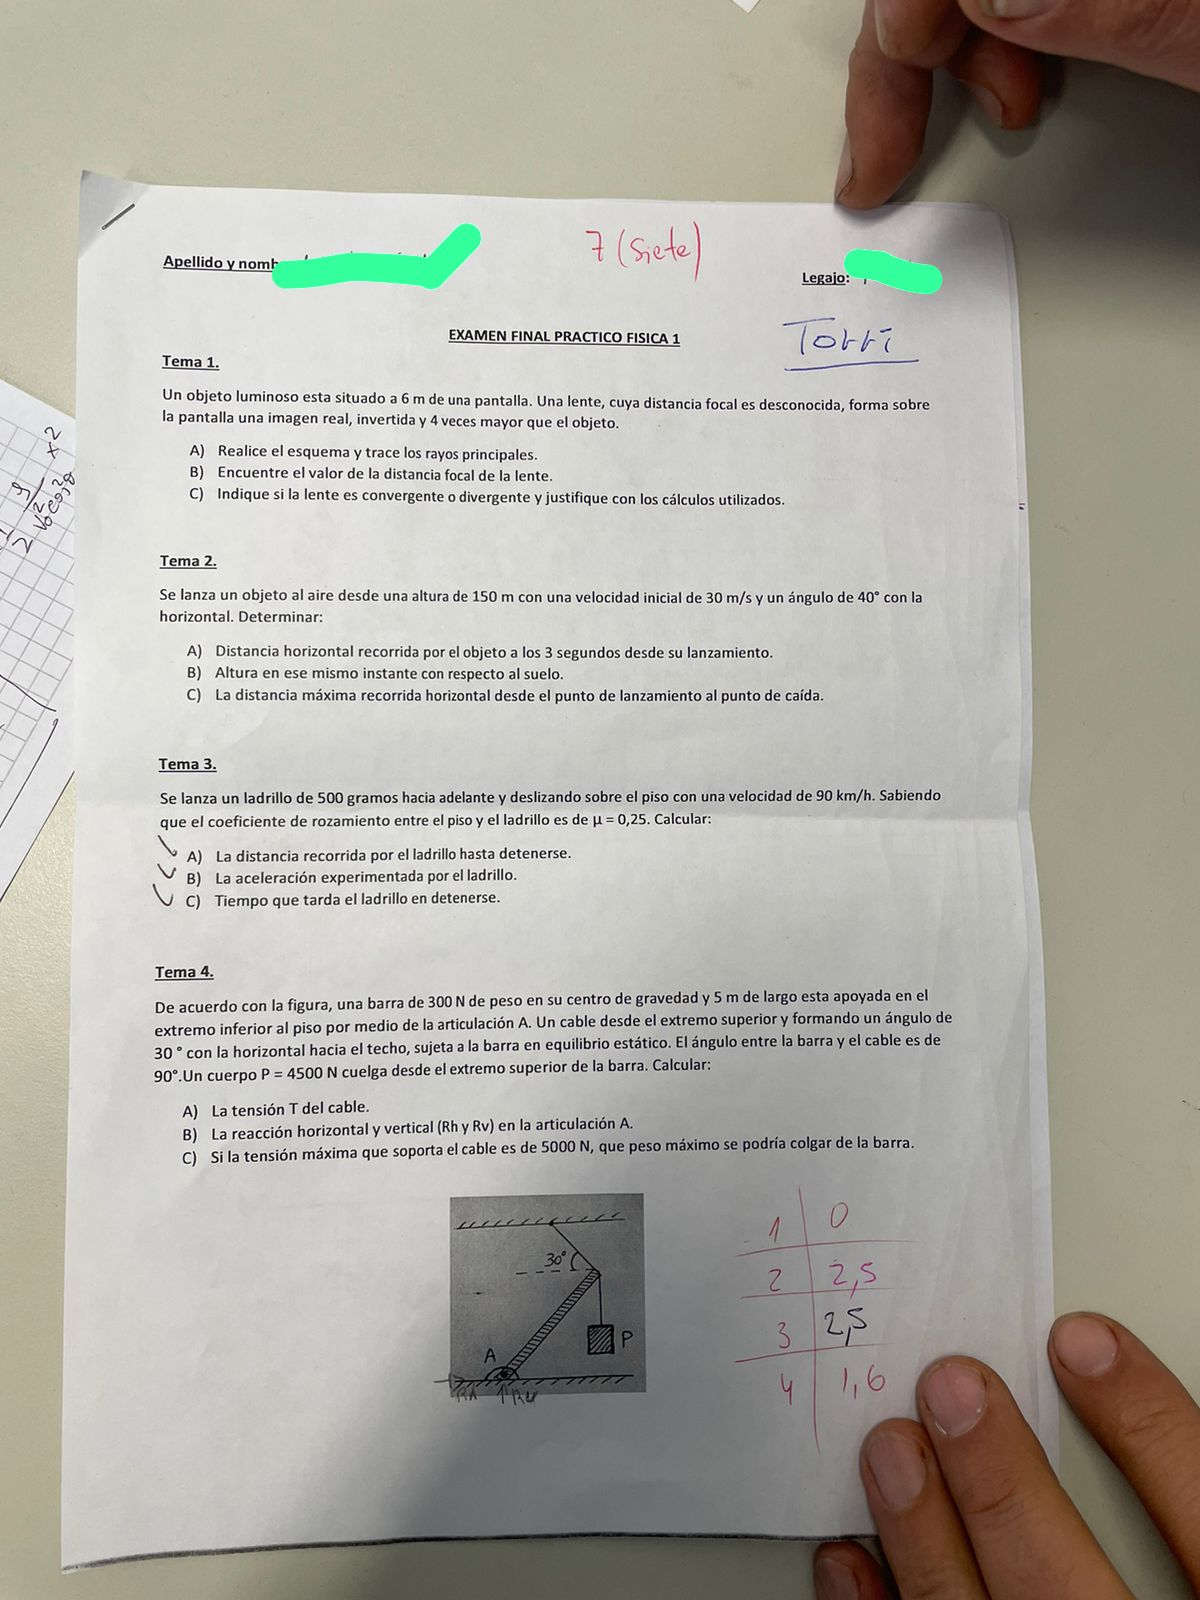 7 (siete)
Apellido y nomb
Legajo:
EXAMEN FINAL PRACTICO FISICA 1
Torri
Tema 1.
Un objeto luminoso esta situado a 6 m de una pantalla. Una lente, cuya distancia focal es desconocida, forma sobre
la pantalla una imagen real, invertida y 4 veces mayor que el objeto.
A) Realice el esquema y trace los rayos principales.
B) Encuentre el valor de la distancia focal de la lente.
C) Indique si la lente es convergente o divergente y justifique con los cálculos utilizados.
Tema 2.
Se lanza un objeto al aire desde una altura de 150 m con una velocidad inicial de 30 m/s y un ángulo de 40° con la
horizontal. Determinar:
A) Distancia horizontal recorrida por el objeto a los 3 segundos desde su lanzamiento.
B) Altura en ese mismo instante con respecto al suelo.
C) La distancia máxima recorrida horizontal desde el punto de lanzamiento al punto de caída.
Tema 3.
Se lanza un ladrillo de 500 gramos hacia adelante y deslizando sobre el piso con una velocidad de 90 km/h. Sabiendo
que el coeficiente de rozamiento entre el piso y el ladrillo es de μ = 0,25. Calcular:
A) La distancia recorrida por el ladrillo hasta detenerse.
B) La aceleración experimentada por el ladrillo.
C) Tiempo que tarda el ladrillo en detenerse.
Tema 4.
De acuerdo con la figura, una barra de 300 N de peso en su centro de gravedad y 5 m de largo esta apoyada en el
extremo inferior al piso por medio de la articulación A. Un cable desde el extremo superior y formando un ángulo de
30 ° con la horizontal hacia el techo, sujeta a la barra en equilibrio estático. El ángulo entre la barra y el cable es de
90°.Un cuerpo P = 4500 N cuelga desde el extremo superior de la barra. Calcular:
A) La tensión T del cable.
B) La reacción horizontal y vertical (Rh y Rv) en la articulación A.
C) Si la tensión máxima que soporta el cable es de 5000 N, que peso máximo se podría colgar de la barra.
30°
P
A
1 0
2 2,5
3 2,5
4 1,6